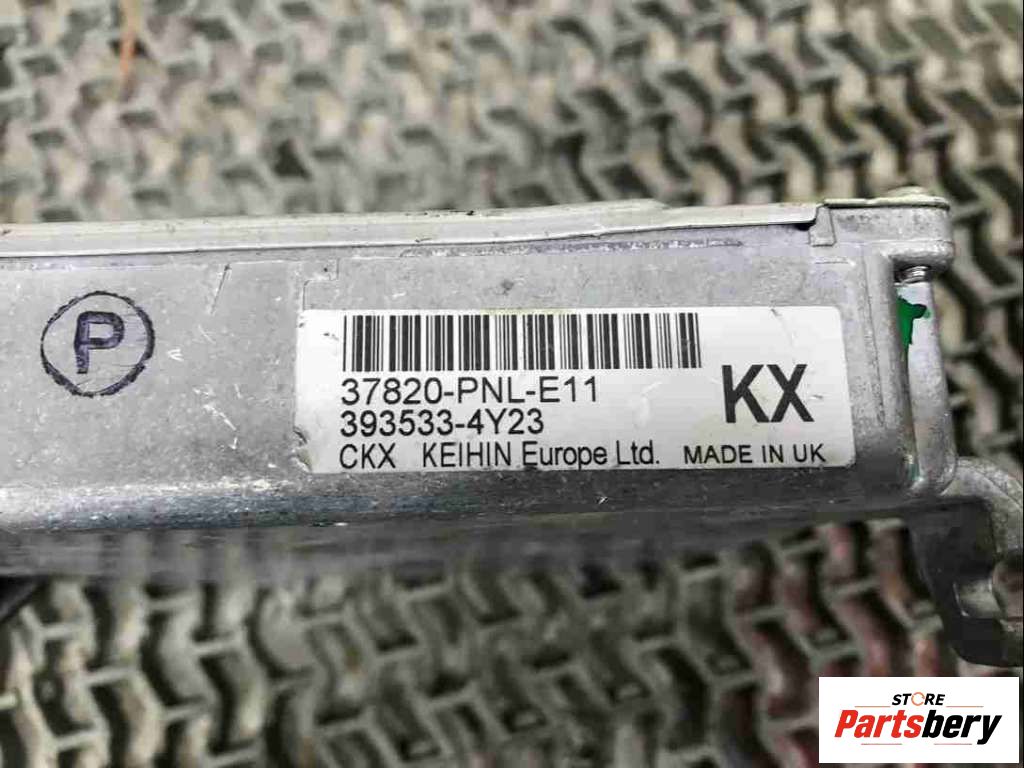 P
37820-PNL-E11
393533-4Y23
KX
CKX KEIHIN Europe Ltd. MADE IN UK
STORE
Partsbery